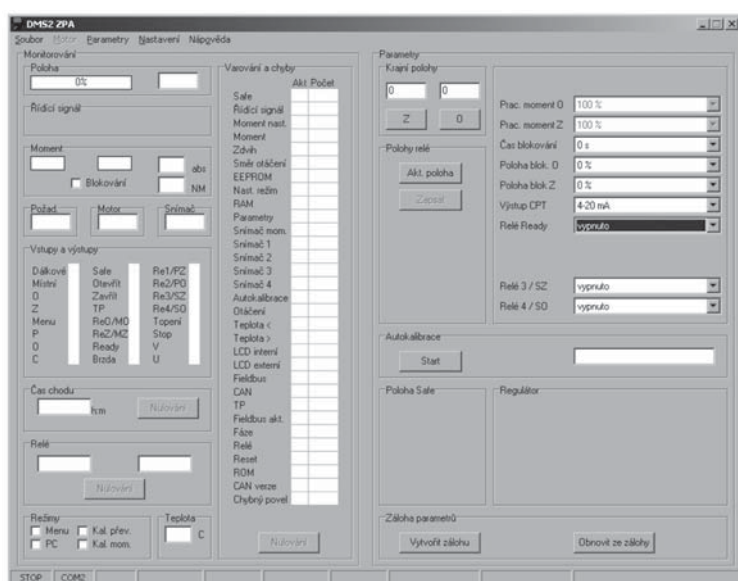 DMS2 ZPA
Soubor Motor Parametry Nastavení Nápověda
Monitorování
Poloha
0%
Řídící signál
Moment
abs
Blokování
NM
Požad. Motor Snímač
Vstupy a výstupy
Dálkové Safe Re1/PZ
Místní Otevřít Re2/PO
O Zavřít Re3/SZ
Z TP Re4/SO
Menu ReO/MO Topení
P ReZ/MZ Stop
O Ready V
C Brzda U
Čas chodu
h:m Nulování
Relé
Nulování
Režimy
Menu Kal. přev.
PC Kal. mom.
Teplota
C
Varování a chyby
Akt Počet
Safe
Řídící signál
Moment nast.
Moment
Zdvih
Směr otáčení
EEPROM
Nast. režim
RAM
Parametry
Snímač mom.
Snímač 1
Snímač 2
Snímač 3
Snímač 4
Autokalibrace
Otáčení
Teplota <
Teplota >
LCD interní
LCD externí
Fieldbus
CAN
TP
Fieldbus akt.
Fáze
Relé
Reset
ROM
CAN verze
Chybný povel
Nulování
Parametry
Krajní polohy
0 0
Z O
Polohy relé
Akt. poloha
Zapsat
Prac. moment O 100 %
Prac. moment Z 100 %
Čas blokování 0 s
Poloha blok. O 0 %
Poloha blok Z 0 %
Výstup CPT 4-20 mA
Relé Ready vypnuto
Relé 3 / SZ vypnuto
Relé 4 / SO vypnuto
Autokalibrace
Start
Poloha Safe
Regulátor
Záloha parametrů
Vytvořit zálohu Obnovit ze zálohy
STOP COM2